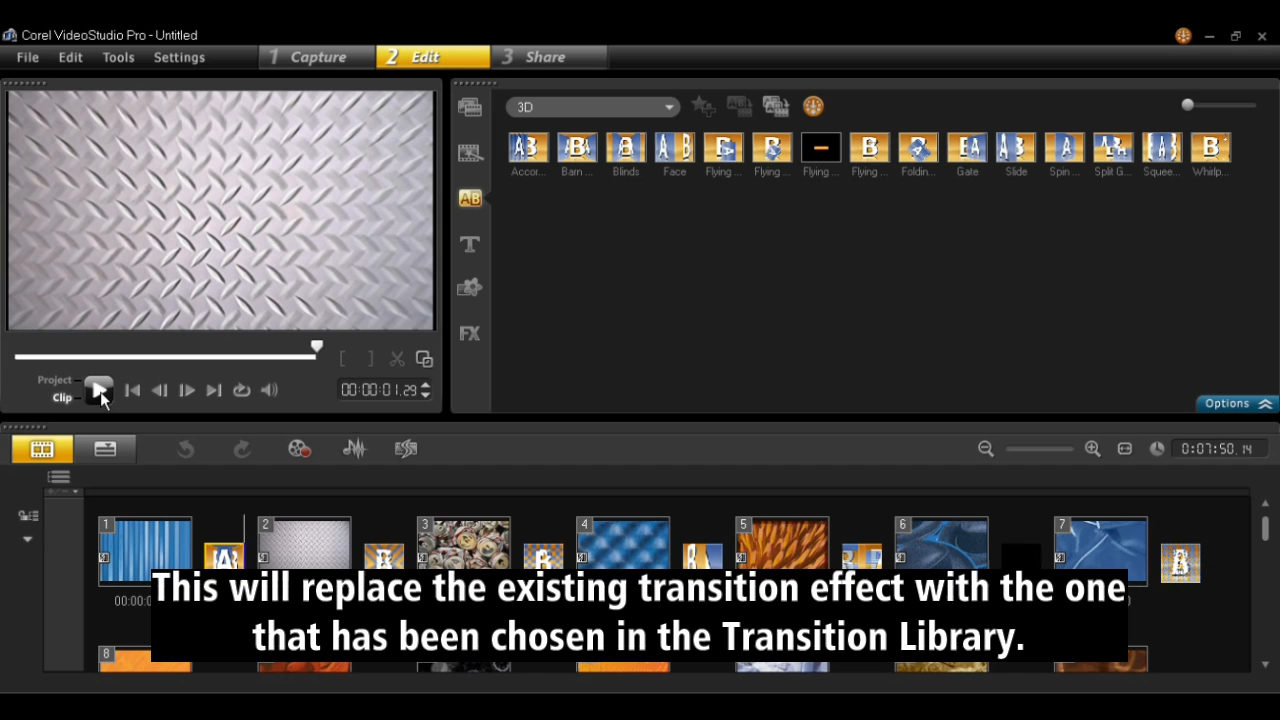 Corel VideoStudio Pro - Untitled
File Edit Tools Settings 1 Capture 2 Edit 3 Share
3D
Accor... Barn ... Blinds Face Flying ... Flying ... Flying ... Flying ... Foldin... Gate Slide Spin ... Split G... Squee... Whirlp...
AB
T
FX
Project
Clip
00:00:01.29
Options
0:07:50.14
1 2 3 4 5 6 7
00:00:0
This will replace the existing transition effect with the one
that has been chosen in the Transition Library.
8